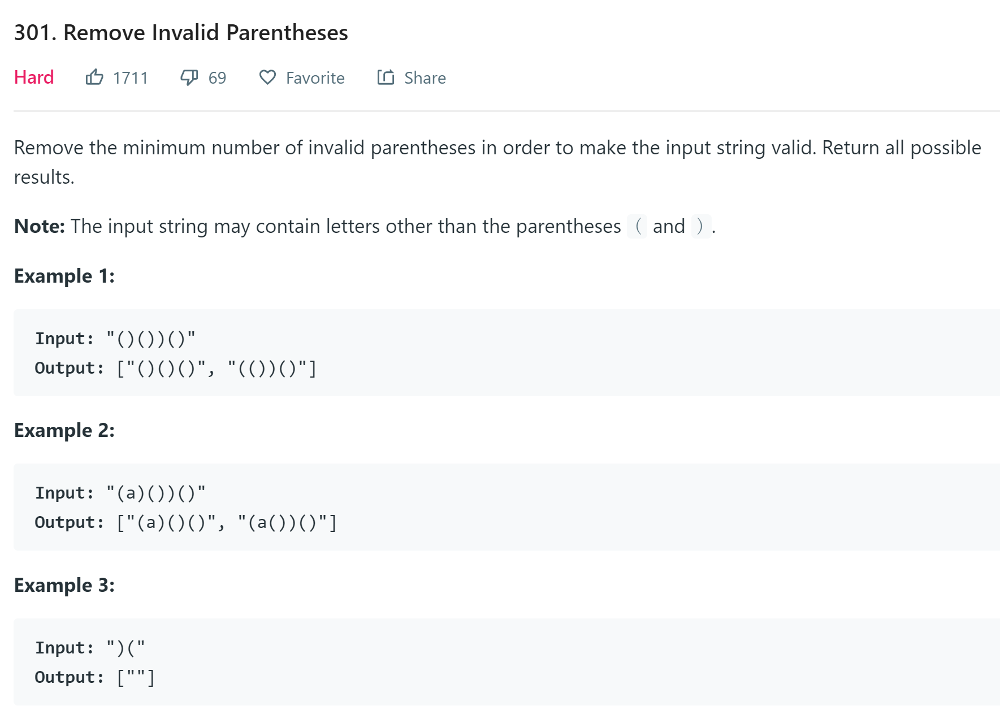 301. Remove Invalid Parentheses
Hard 1711 69 Favorite Share
Remove the minimum number of invalid parentheses in order to make the input string valid. Return all possible
results.
Note: The input string may contain letters other than the parentheses ( and ).
Example 1:
Input: "()())()"
Output: ["()()()", "(())()"]
Example 2:
Input: "(a)())()"
Output: ["(a)()()", "(a())()"]
Example 3:
Input: ")("
Output: [""]